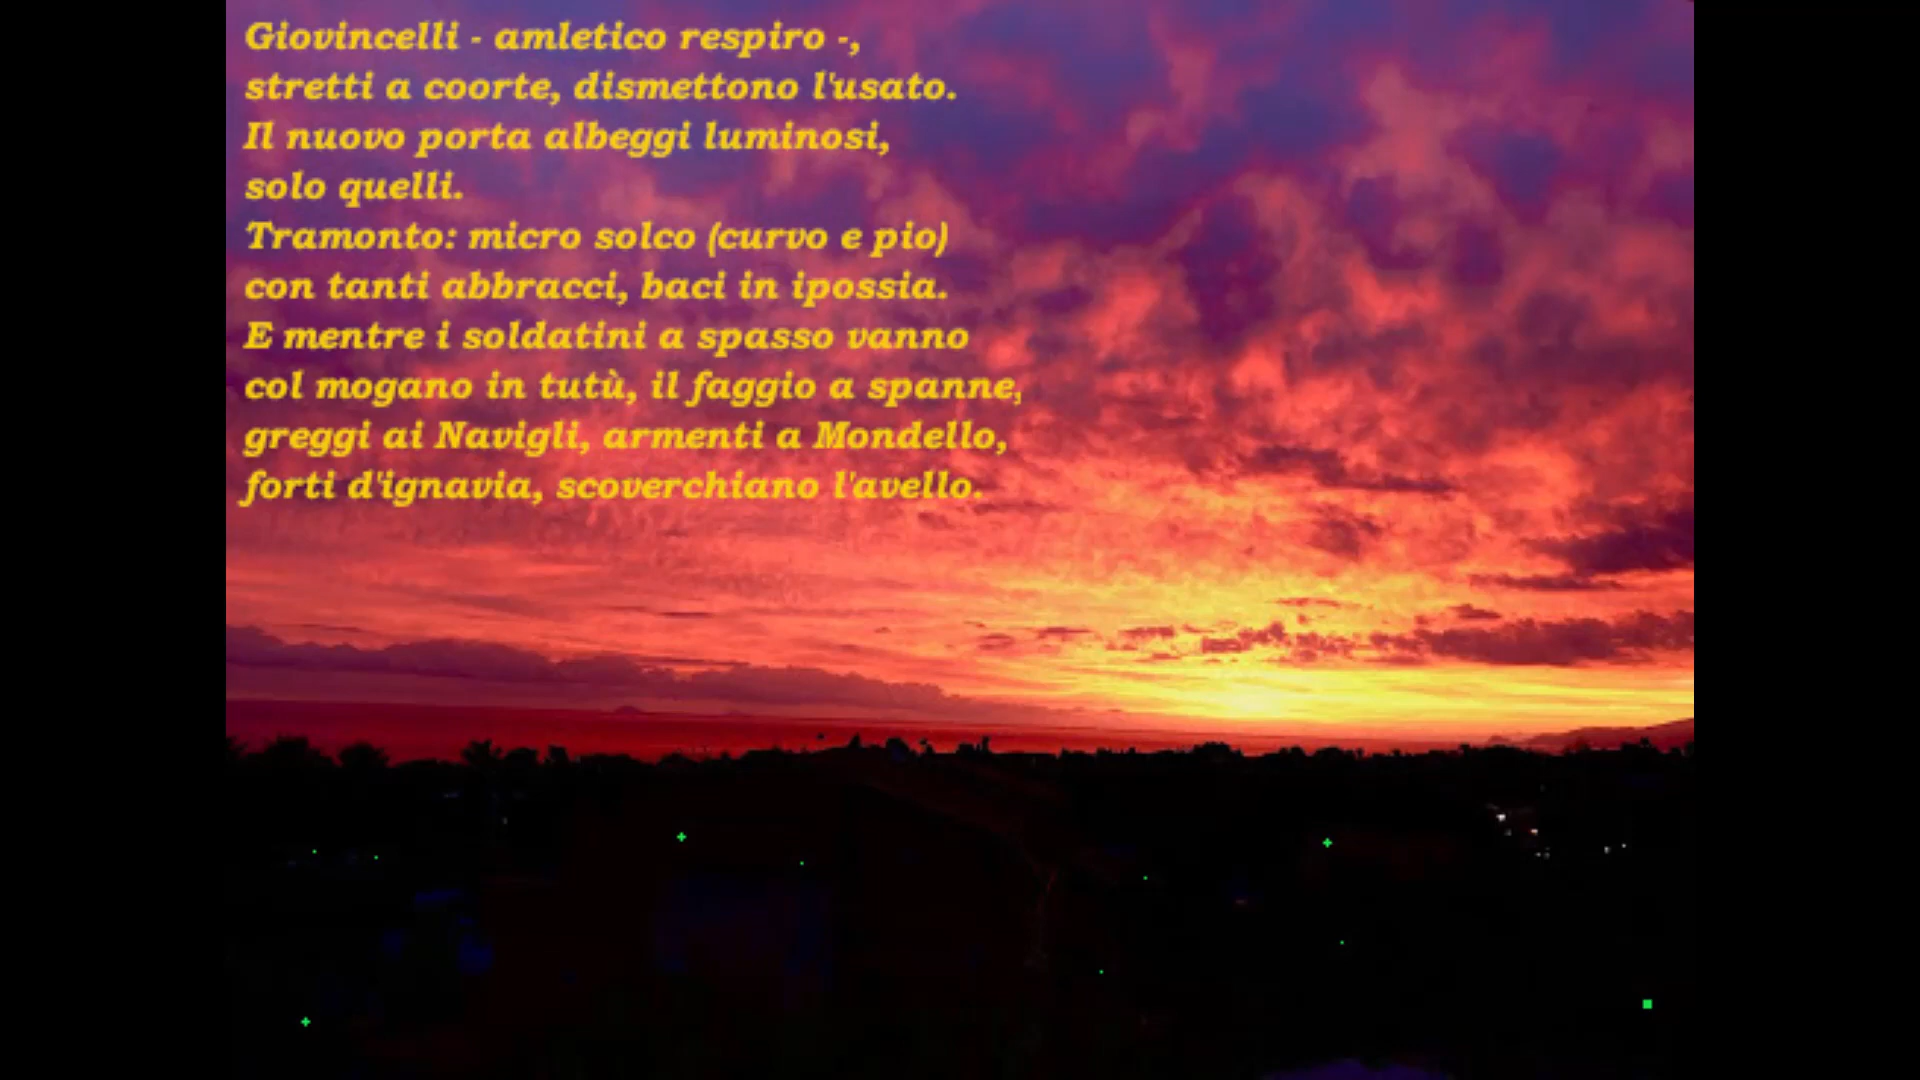 Giovincelli - amletico respiro -,
stretti a coorte, dismettono l'usato.
Il nuovo porta albeggi luminosi,
solo quelli.
Tramonto: micro solco (curvo e pio)
con tanti abbracci, baci in ipossia.
E mentre i soldatini a spasso vanno
col mogano in tutù, il faggio a spanne,
greggi ai Navigli, armenti a Mondello,
forti d'ignavia, scoverchiano l'avello.